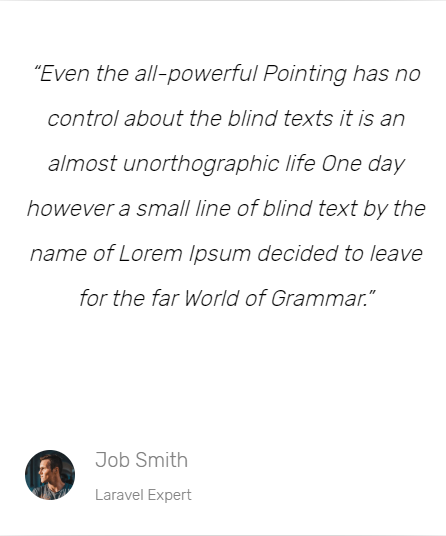 “Even the all-powerful Pointing has no
control about the blind texts it is an
almost unorthographic life One day
however a small line of blind text by the
name of Lorem Ipsum decided to leave
for the far World of Grammar.”
Job Smith
Laravel Expert